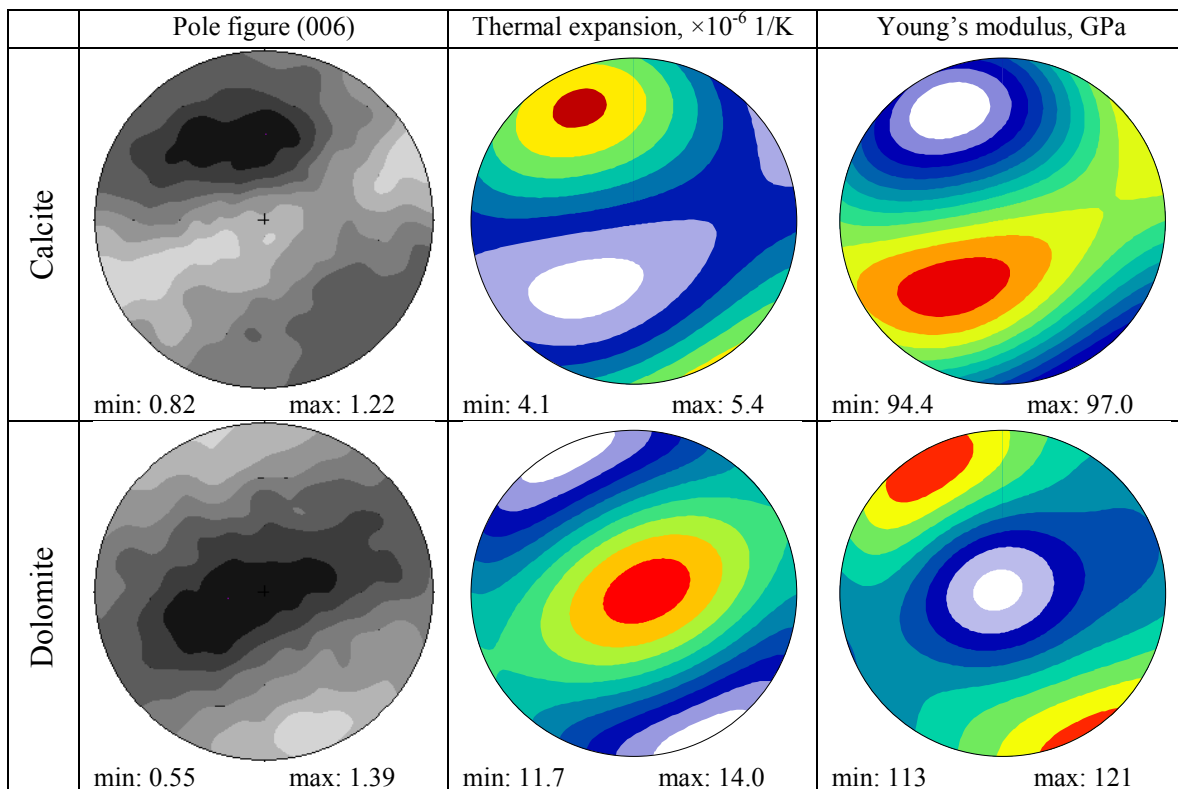 Pole figure (006) Thermal expansion, ×10⁻⁶ 1/K Young’s modulus, GPa
Calcite
min: 0.82 max: 1.22 min: 4.1 max: 5.4 min: 94.4 max: 97.0
Dolomite
min: 0.55 max: 1.39 min: 11.7 max: 14.0 min: 113 max: 121